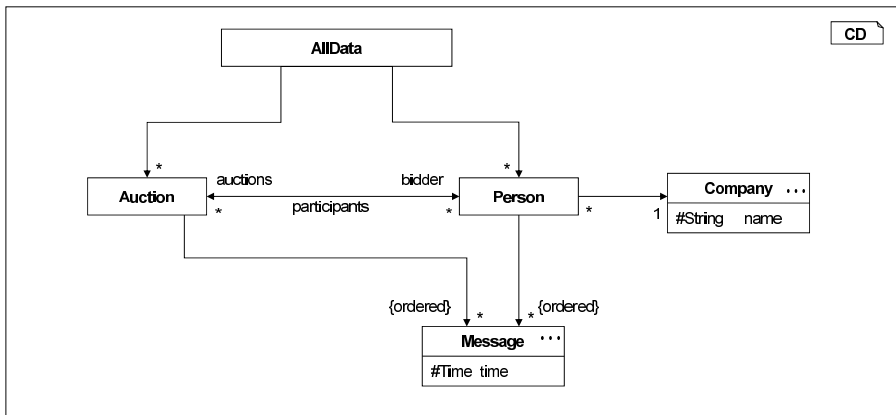 CD
AllData
* *
auctions bidder
Auction Person Company ...
* participants * * 1
#String name
{ordered} * * {ordered}
Message ...
#Time time